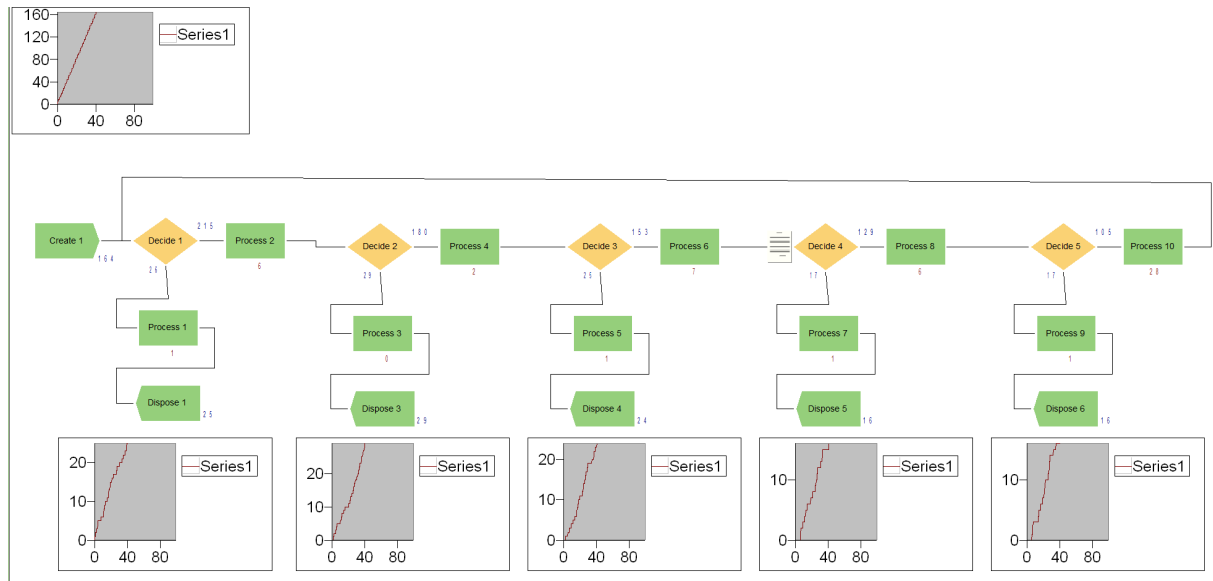 160
120
80
40
0
0 40 80
Series1
Create 1
164
Decide 1
215
26
Process 2
6
Decide 2
180
29
Process 4
2
Decide 3
153
25
Process 6
7
Decide 4
129
17
Process 8
6
Decide 5
105
17
Process 10
28
Process 1
1
Process 3
0
Process 5
1
Process 7
1
Process 9
1
Dispose 1
25
Dispose 3
29
Dispose 4
24
Dispose 5
16
Dispose 6
16
20
10
0
0 40 80
Series1
20
10
0
0 40 80
Series1
20
10
0
0 40 80
Series1
10
0
0 40 80
Series1
10
0
0 40 80
Series1